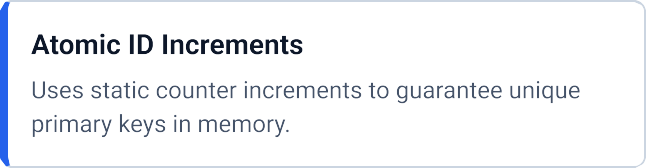 Atomic ID Increments
Uses static counter increments to guarantee unique
primary keys in memory.